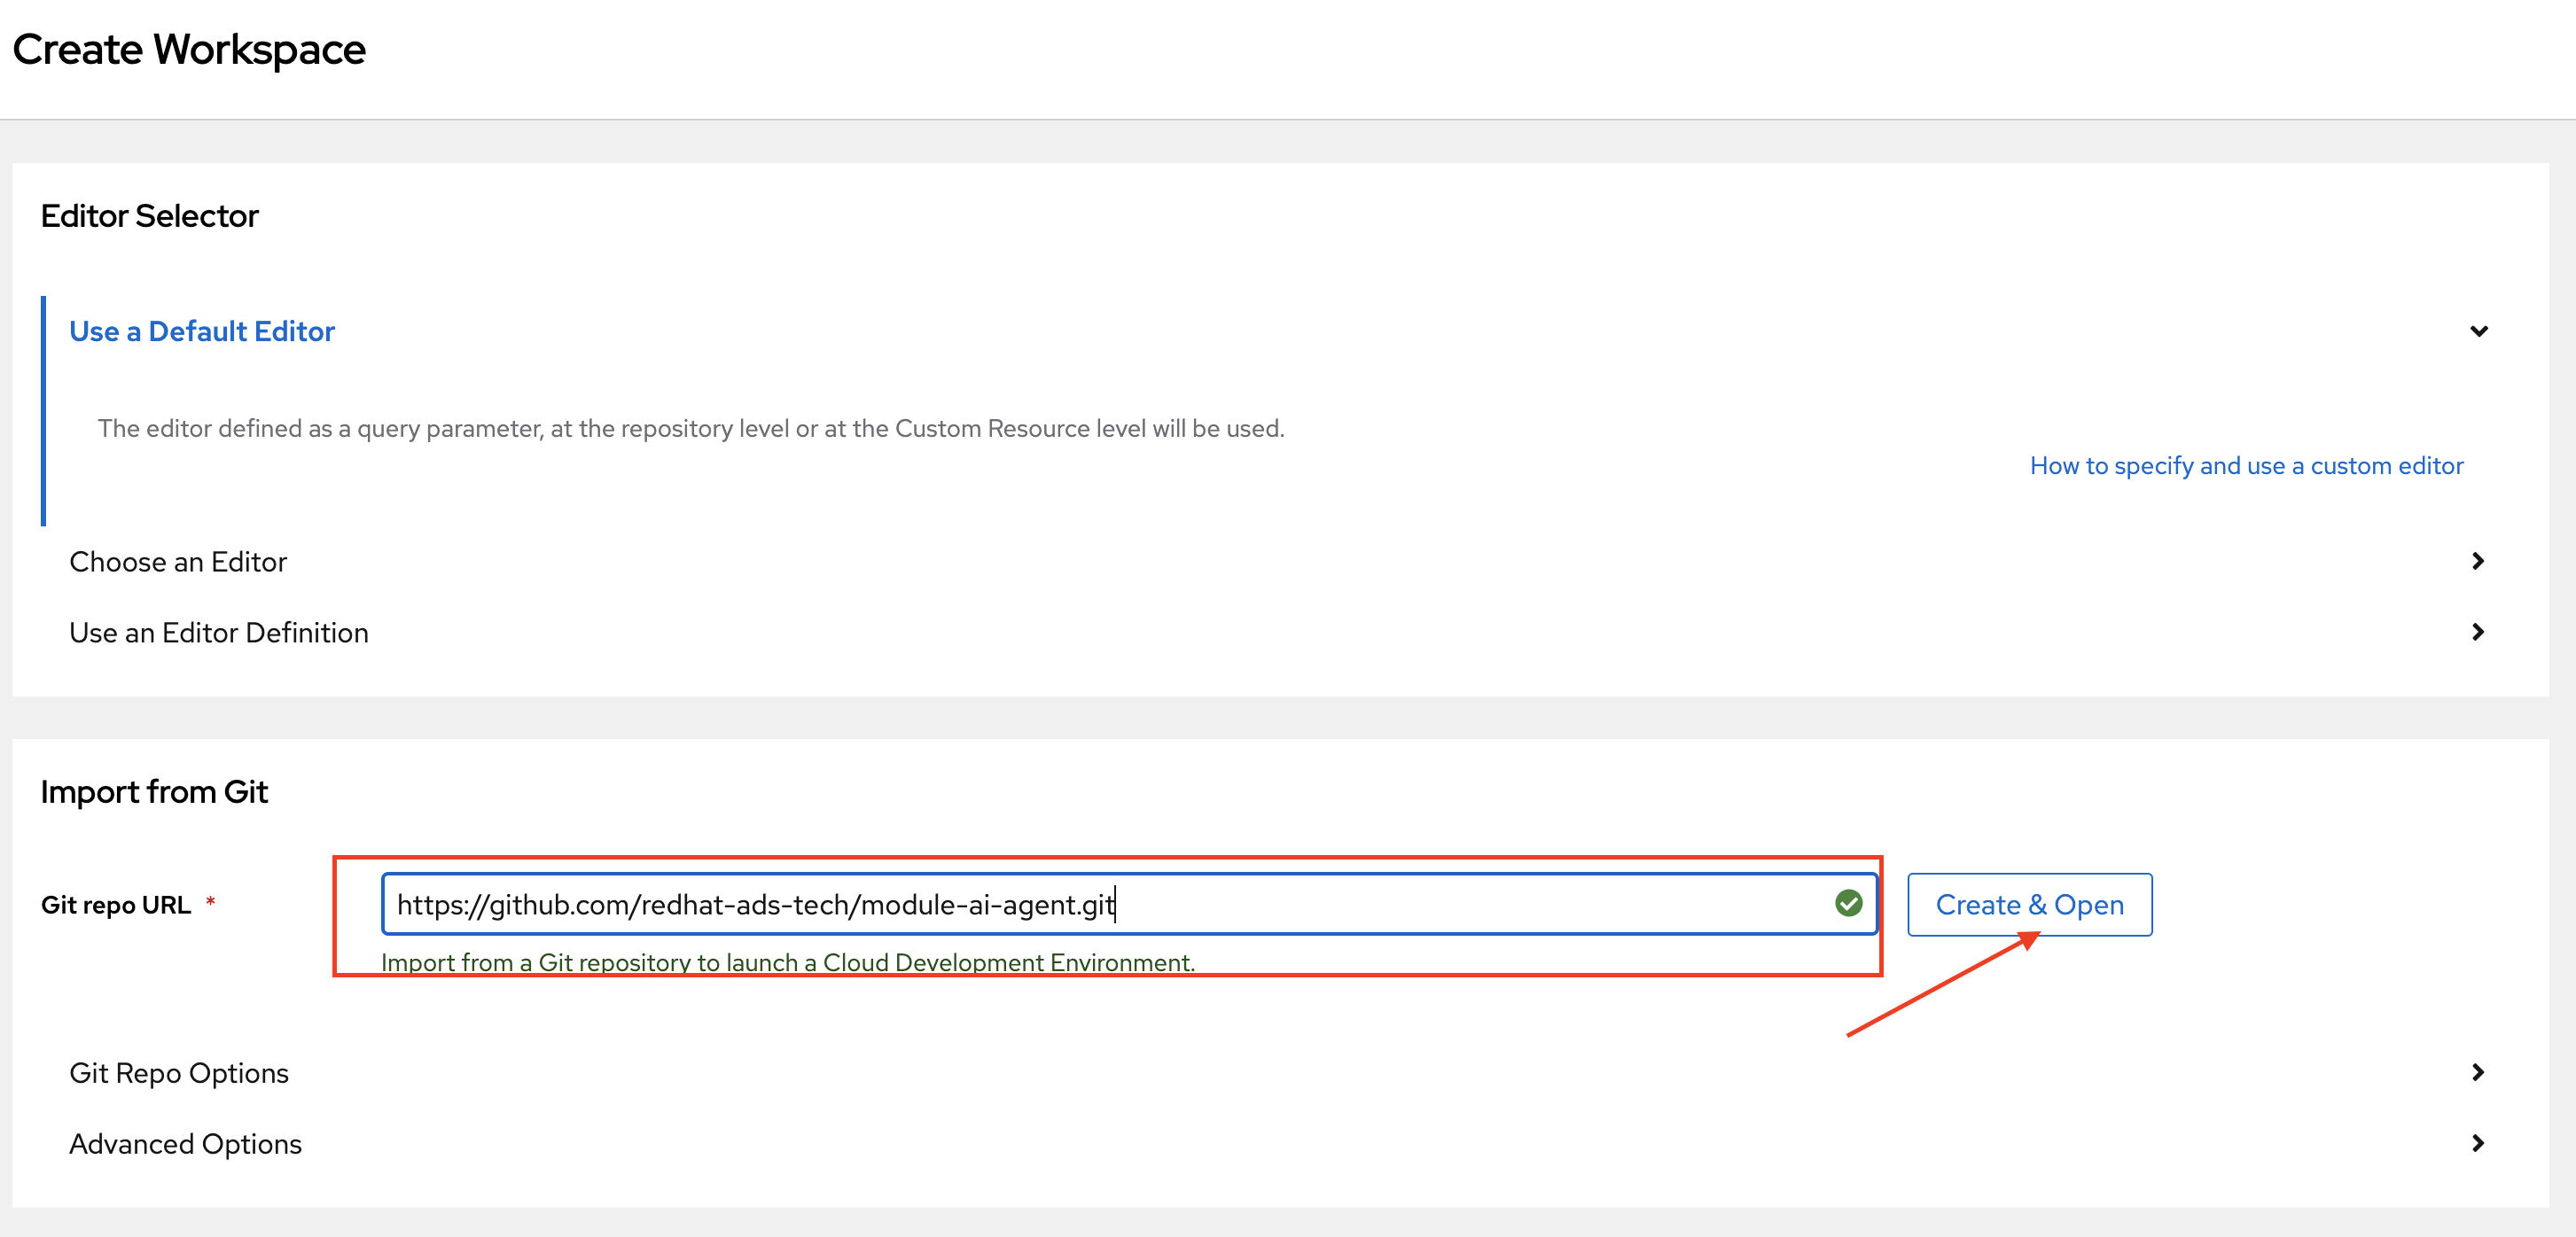 Create Workspace
Editor Selector
Use a Default Editor
The editor defined as a query parameter, at the repository level or at the Custom Resource level will be used.
How to specify and use a custom editor
Choose an Editor
Use an Editor Definition
Import from Git
Git repo URL *
https://github.com/redhat-ads-tech/module-ai-agent.git
Create & Open
Import from a Git repository to launch a Cloud Development Environment.
Git Repo Options
Advanced Options